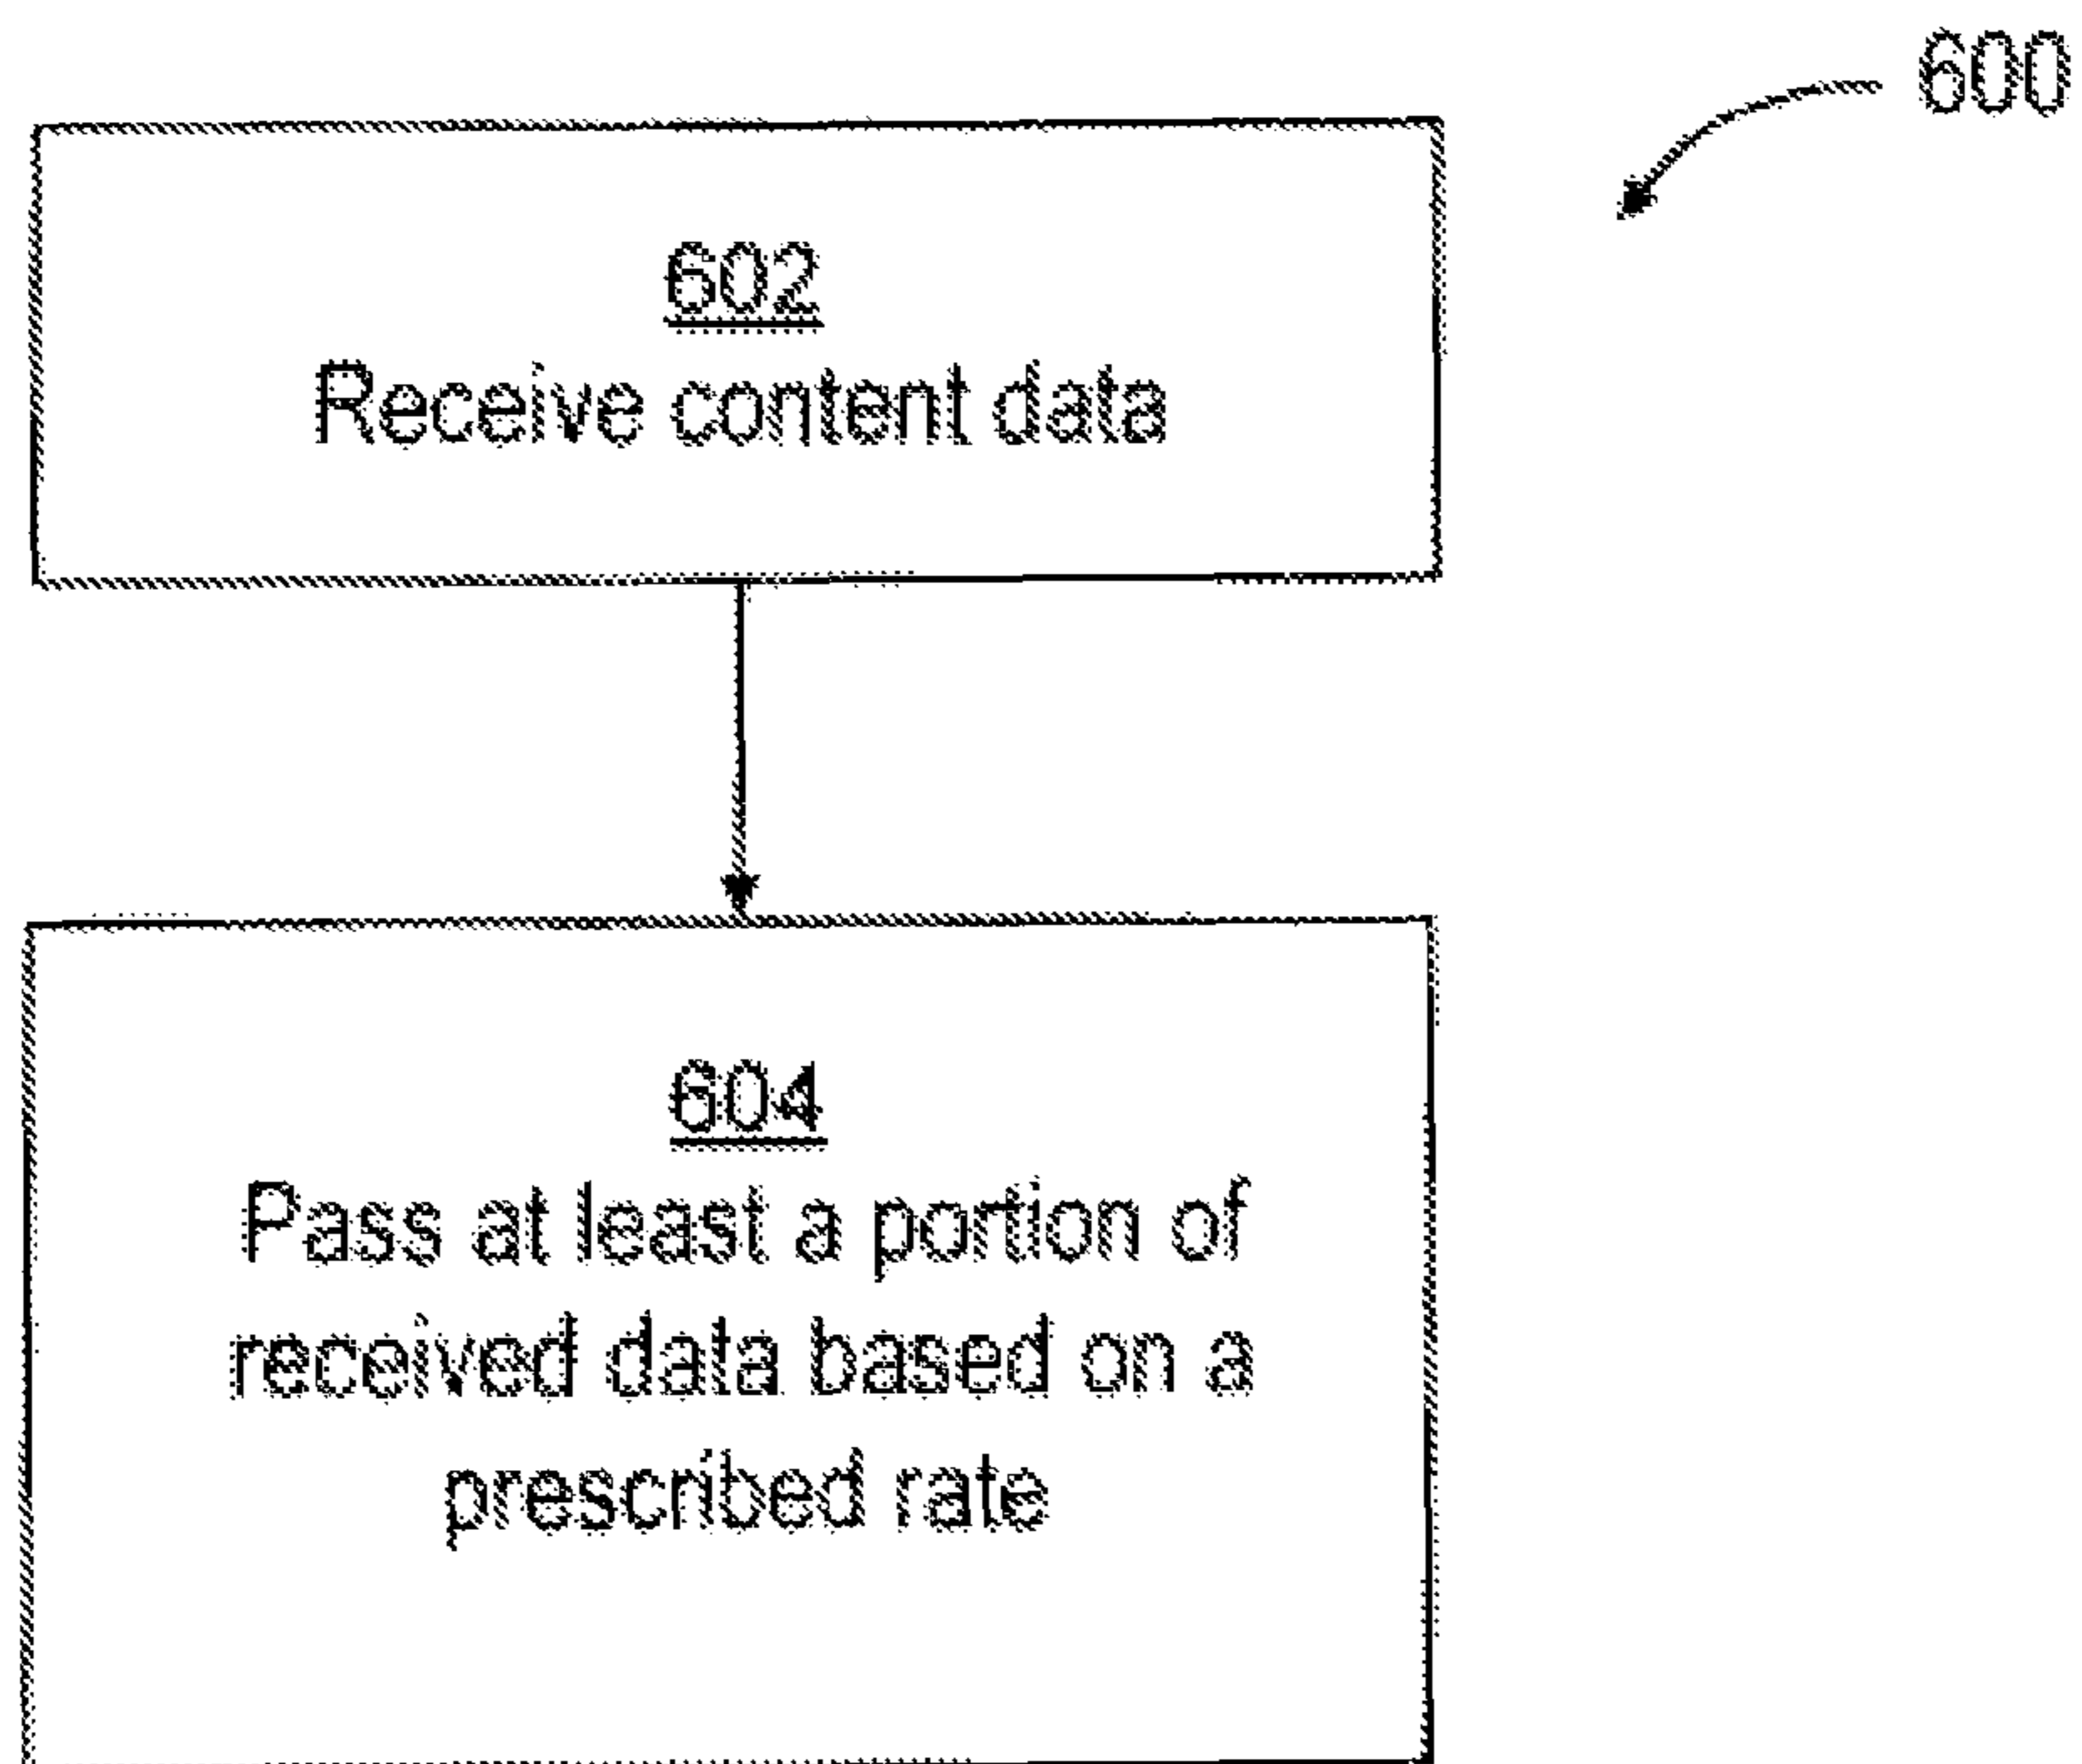 600
602
Receive content data
604
Pass at least a portion of
received data based on a
prescribed rate